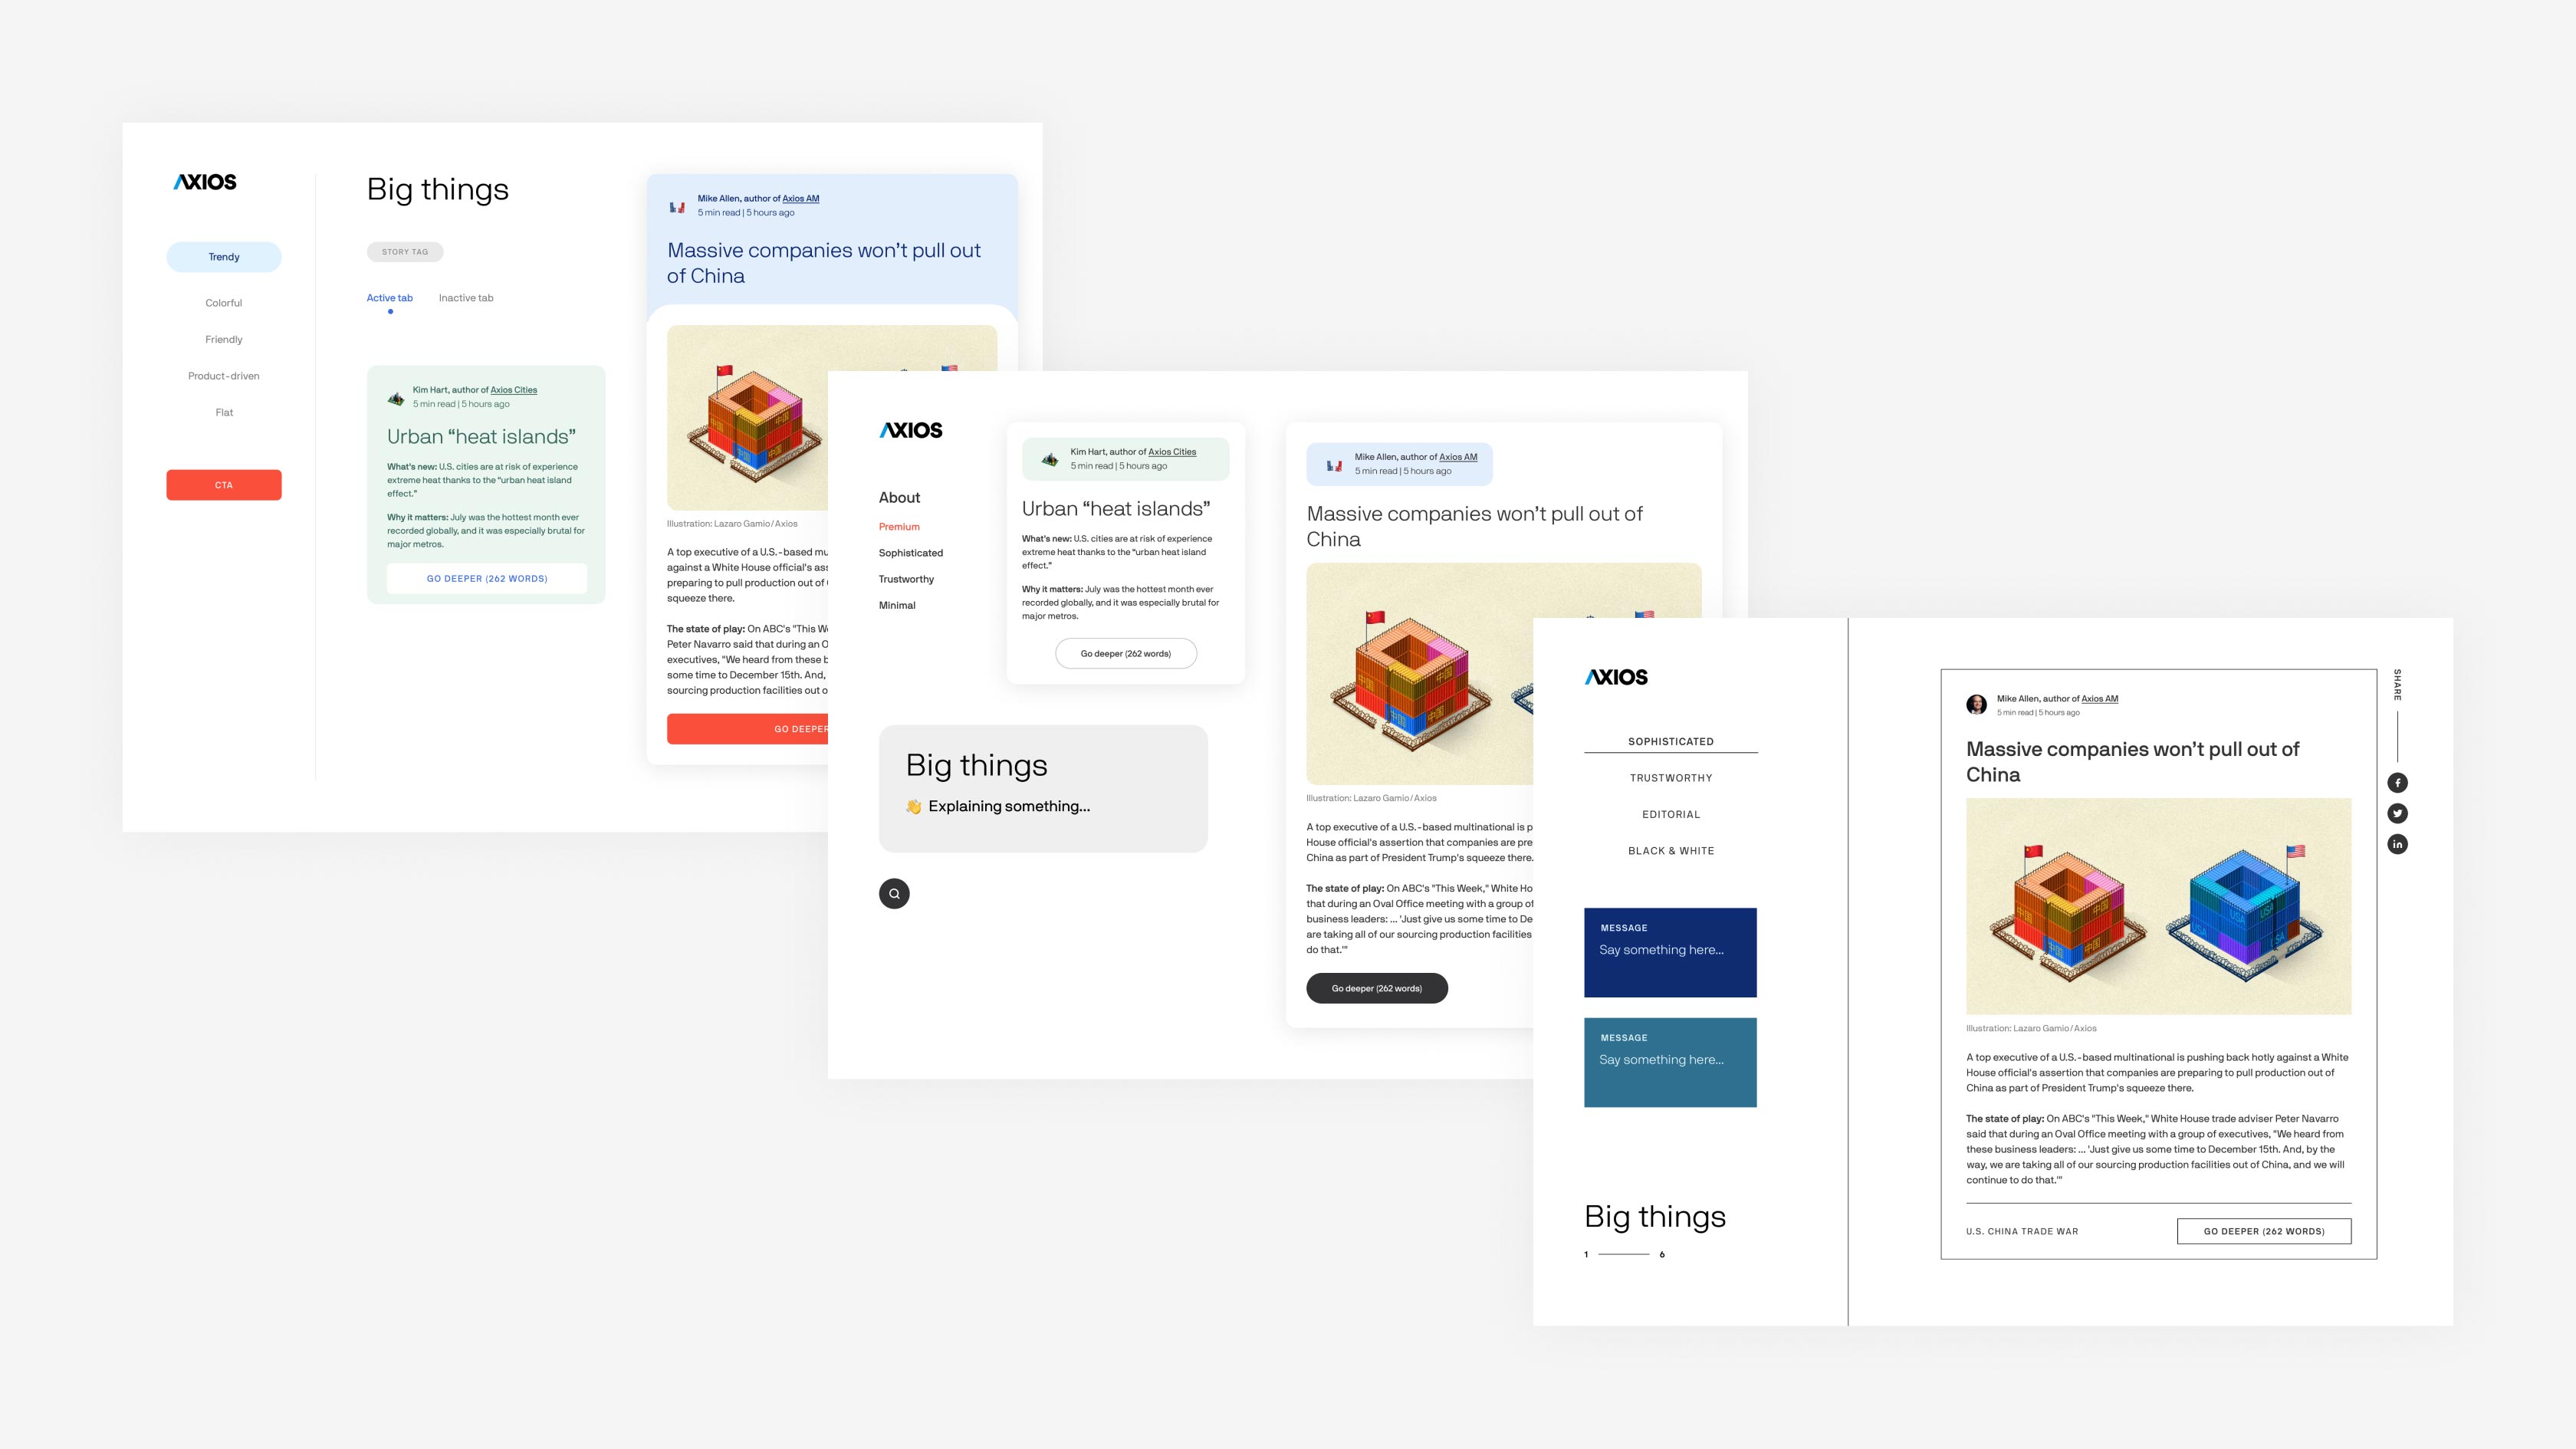 AXIOS
Trendy
Colorful
Friendly
Product-driven
Flat
CTA
Big things
STORY TAG
Active tab Inactive tab
Kim Hart, author of Axios Cities
5 min read | 5 hours ago
Urban “heat islands”
What's new: U.S. cities are at risk of experience
extreme heat thanks to the “urban heat island
effect.”
Why it matters: July was the hottest month ever
recorded globally, and it was especially brutal for
major metros.
GO DEEPER (262 WORDS)
Mike Allen, author of Axios AM
5 min read | 5 hours ago
Massive companies won’t pull out
of China
中国
Illustration: Lazaro Gamio/Axios
A top executive of a U.S.-based mu
against a White House official's ass
preparing to pull production out of
squeeze there.
The state of play: On ABC's "This W
Peter Navarro said that during an O
executives, "We heard from these b
some time to December 15th. And,
sourcing production facilities out o
GO DEEPER
AXIOS
About
Premium
Sophisticated
Trustworthy
Minimal
Kim Hart, author of Axios Cities
5 min read | 5 hours ago
Urban “heat islands”
What's new: U.S. cities are at risk of experience
extreme heat thanks to the “urban heat island
effect.”
Why it matters: July was the hottest month ever
recorded globally, and it was especially brutal for
major metros.
Go deeper (262 words)
Big things
👋 Explaining something...
Mike Allen, author of Axios AM
5 min read | 5 hours ago
Massive companies won’t pull out of
China
中国
Illustration: Lazaro Gamio/Axios
A top executive of a U.S.-based multinational is p
House official's assertion that companies are pre
China as part of President Trump's squeeze there.
The state of play: On ABC's "This Week," White Ho
that during an Oval Office meeting with a group of
business leaders: ... 'Just give us some time to De
are taking all of our sourcing production facilities
do that.'"
Go deeper (262 words)
AXIOS
SOPHISTICATED
TRUSTWORTHY
EDITORIAL
BLACK & WHITE
MESSAGE
Say something here...
MESSAGE
Say something here...
Big things
1 6
Mike Allen, author of Axios AM
5 min read | 5 hours ago
Massive companies won’t pull out of
China
中国
USA
Illustration: Lazaro Gamio/Axios
A top executive of a U.S.-based multinational is pushing back hotly against a White
House official's assertion that companies are preparing to pull production out of
China as part of President Trump's squeeze there.
The state of play: On ABC's "This Week," White House trade adviser Peter Navarro
said that during an Oval Office meeting with a group of executives, "We heard from
these business leaders: ... 'Just give us some time to December 15th. And, by the
way, we are taking all of our sourcing production facilities out of China, and we will
continue to do that.'"
U.S. CHINA TRADE WAR
GO DEEPER (262 WORDS)
SHARE